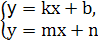 y = kx + b,
y = mx + n